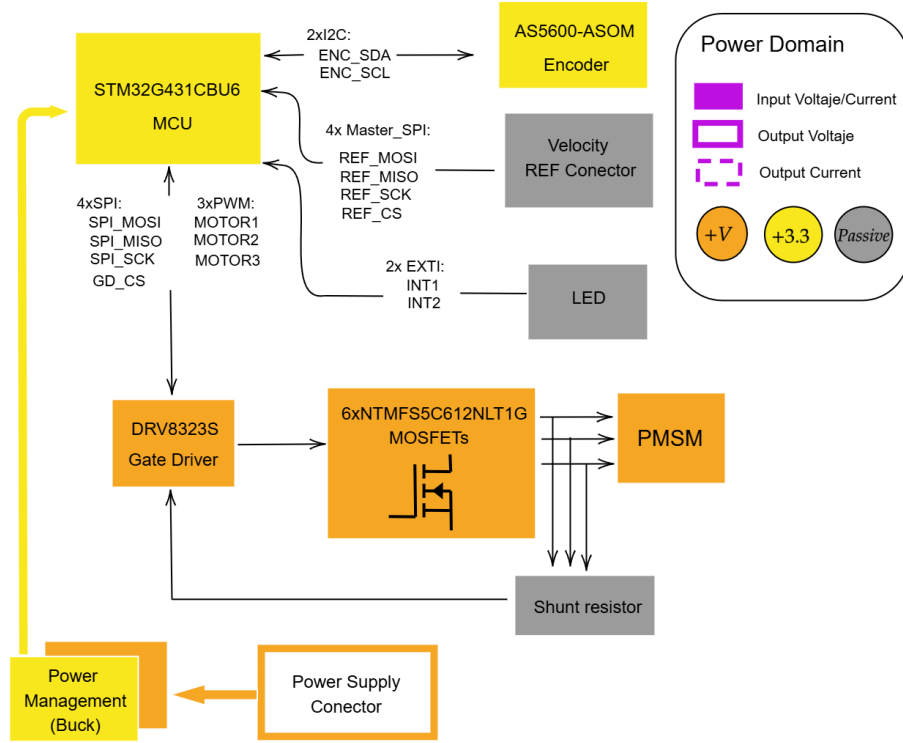 STM32G431CBU6
MCU
2xI2C:
ENC_SDA
ENC_SCL
AS5600-ASOM
Encoder
4x Master_SPI:
REF_MOSI
REF_MISO
REF_SCK
REF_CS
Velocity
REF Conector
Power Domain
Input Voltaje/Current
Output Voltaje
Output Current
+V
+3.3
Passive
4xSPI:
SPI_MOSI
SPI_MISO
SPI_SCK
GD_CS
3xPWM:
MOTOR1
MOTOR2
MOTOR3
2x EXTI:
INT1
INT2
LED
DRV8323S
Gate Driver
6xNTMFS5C612NLT1G
MOSFETs
PMSM
Shunt resistor
Power
Management
(Buck)
Power Supply
Conector